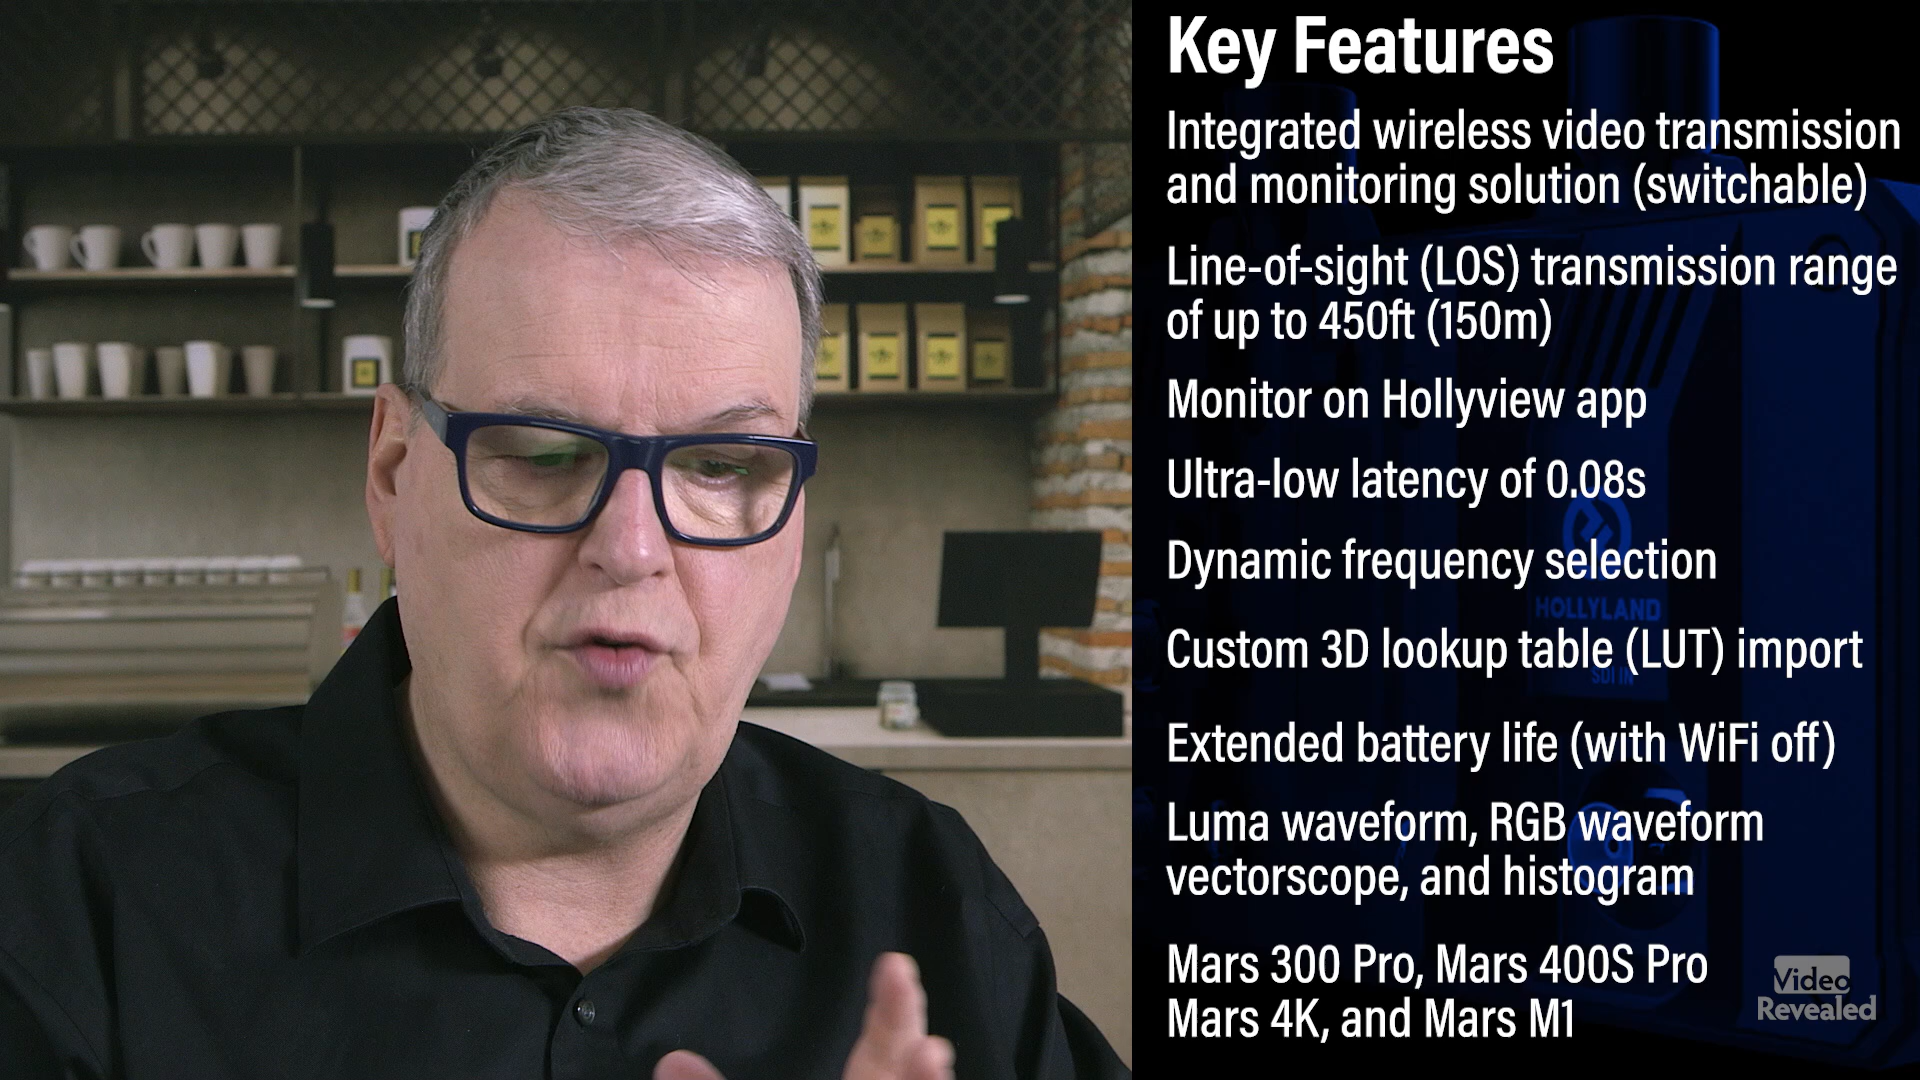 Key Features
Integrated wireless video transmission
and monitoring solution (switchable)
Line-of-sight (LOS) transmission range
of up to 450ft (150m)
Monitor on Hollyview app
Ultra-low latency of 0.08s
Dynamic frequency selection
HOLLYLAND
Custom 3D lookup table (LUT) import
SDI IN
Extended battery life (with WiFi off)
Luma waveform, RGB waveform
vectorscope, and histogram
Mars 300 Pro, Mars 400S Pro
Mars 4K, and Mars M1
Video
Revealed